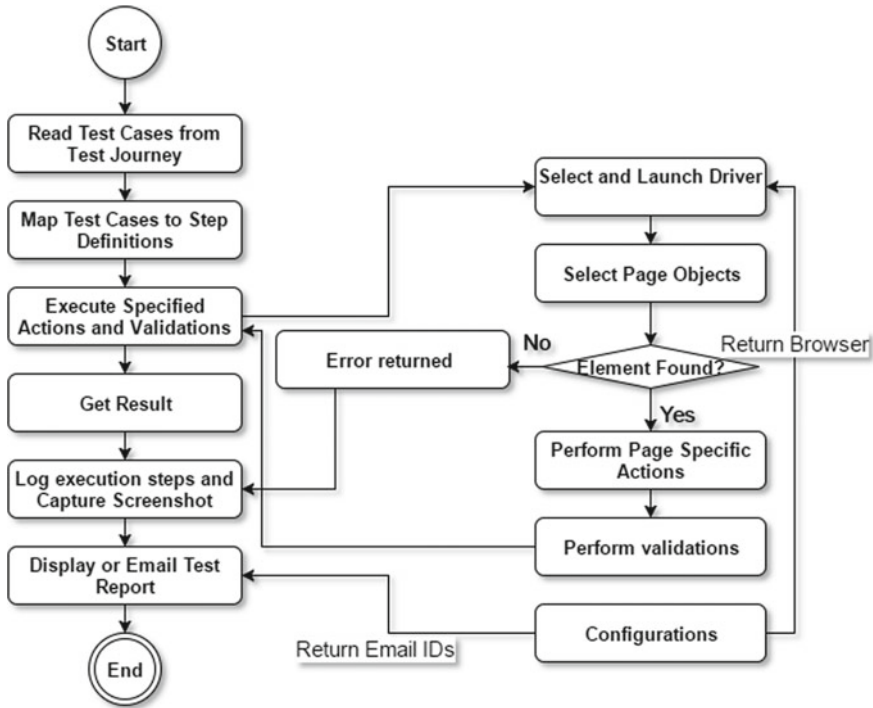 Start
Read Test Cases from
Test Journey
Map Test Cases to Step
Definitions
Execute Specified
Actions and Validations
Get Result
Log execution steps and
Capture Screenshot
Display or Email Test
Report
End
Select and Launch Driver
Select Page Objects
Element Found?
No
Error returned
Yes
Perform Page Specific
Actions
Perform validations
Configurations
Return Browser
Return Email IDs